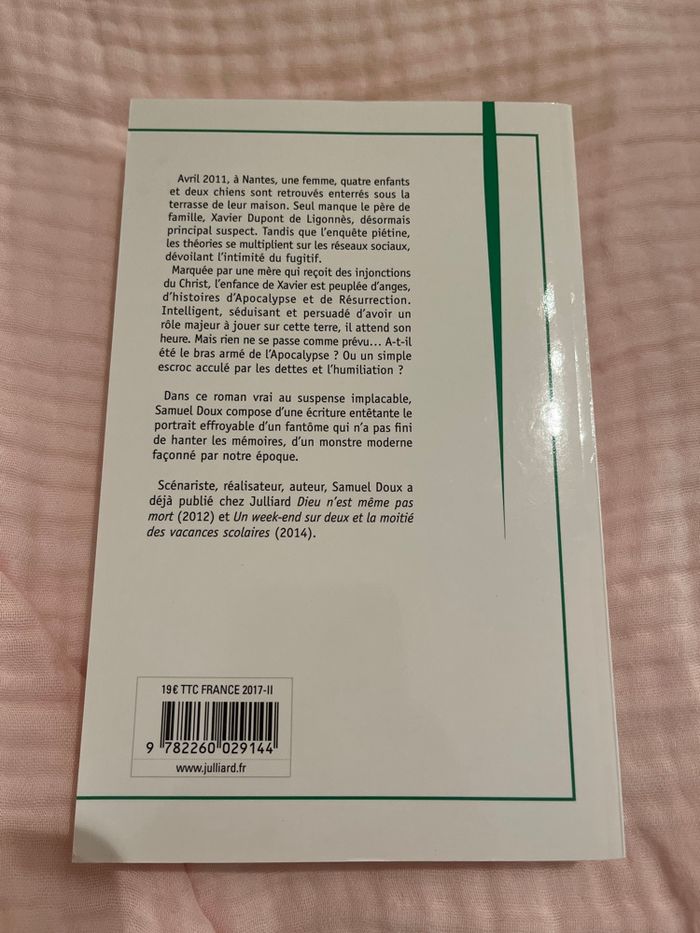 Avril 2011, à Nantes, une femme, quatre enfants
et deux chiens sont retrouvés enterrés sous la
terrasse de leur maison. Seul manque le père de
famille, Xavier Dupont de Ligonnès, désormais
principal suspect. Tandis que l'enquête piétine,
les théories se multiplient sur les réseaux sociaux,
dévoilant l'intimité du fugitif.
Marquée par une mère qui reçoit des injonctions
du Christ, l'enfance de Xavier est peuplée d'anges,
d'histoires d'Apocalypse et de Résurrection.
Intelligent, séduisant et persuadé d'avoir un
rôle majeur à jouer sur cette terre, il attend son
heure. Mais rien ne se passe comme prévu... A-t-il
été le bras armé de l'Apocalypse ? Ou un simple
escroc acculé par les dettes et l'humiliation ?
Dans ce roman vrai au suspense implacable,
Samuel Doux compose d'une écriture entêtante le
portrait effroyable d'un fantôme qui n'a pas fini
de hanter les mémoires, d'un monstre moderne
façonné par notre époque.
Scénariste, réalisateur, auteur, Samuel Doux a
déjà publié chez Julliard Dieu n'est même pas
mort (2012) et Un week-end sur deux et la moitié
des vacances scolaires (2014).
19 € TTC FRANCE 2017-II
9 782260 029144
www.julliard.fr